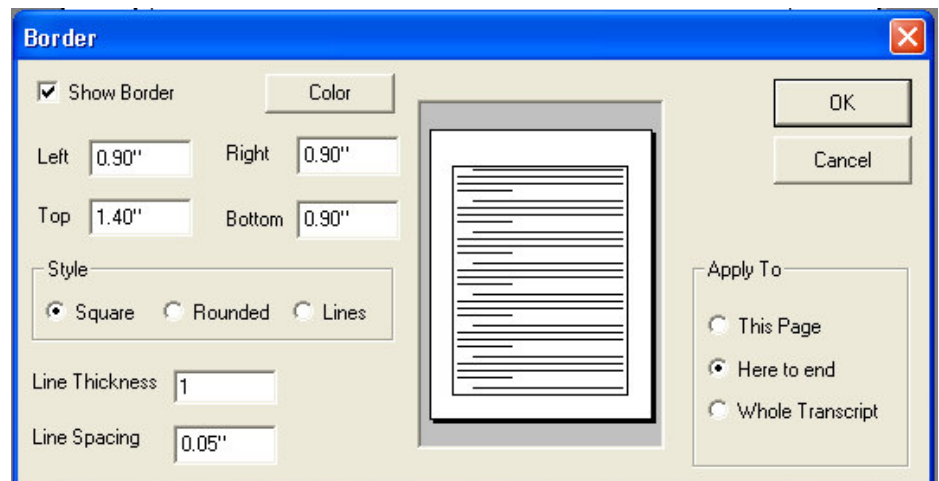 Border
Show Border
Color
OK
Left 0.90"
Right 0.90"
Cancel
Top 1.40"
Bottom 0.90"
Style
Square
Rounded
Lines
Apply To
This Page
Here to end
Whole Transcript
Line Thickness 1
Line Spacing 0.05"